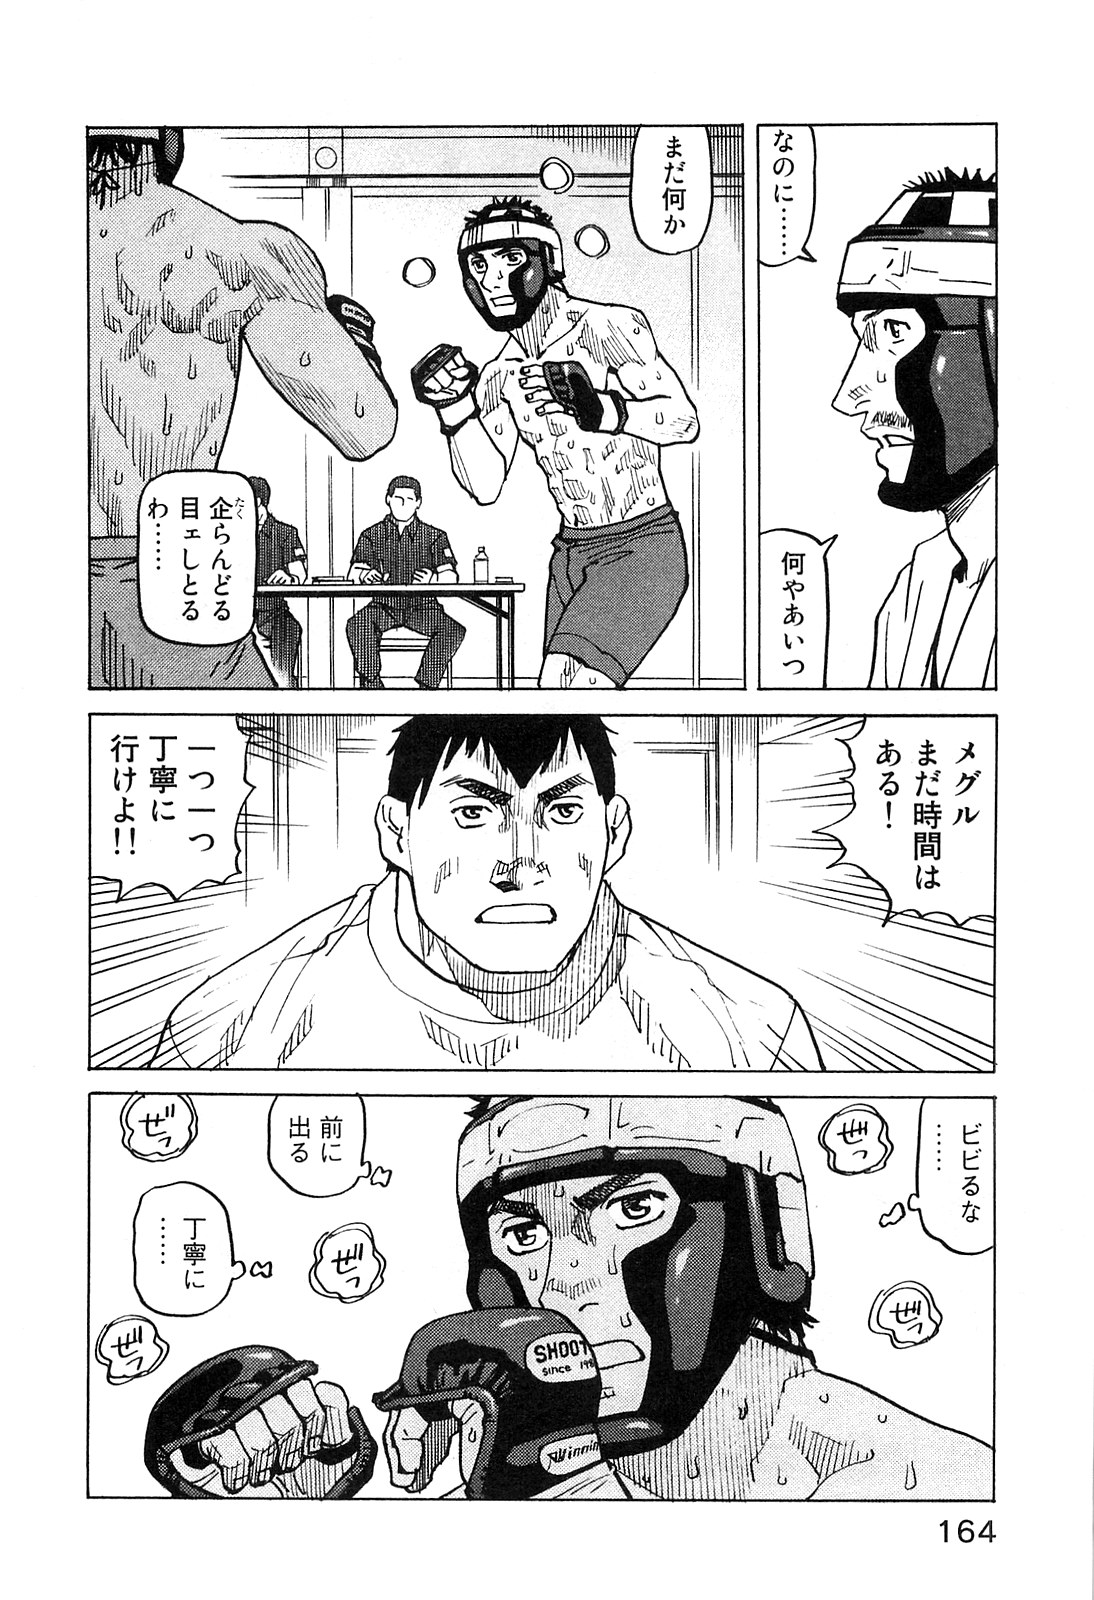 なのに……
何やあいつ
まだ何か
企らんどる
たく
目ェしとる
わ……
メグル
まだ時間は
ある!
一つ一つ
丁寧に
行けよ!!
ビビるな
……
ぜっ
前に
出る
ぜっ
丁寧に
……
ぜっ
ぜっ
ぜっ
SHOOT
since 198
Winnin
164